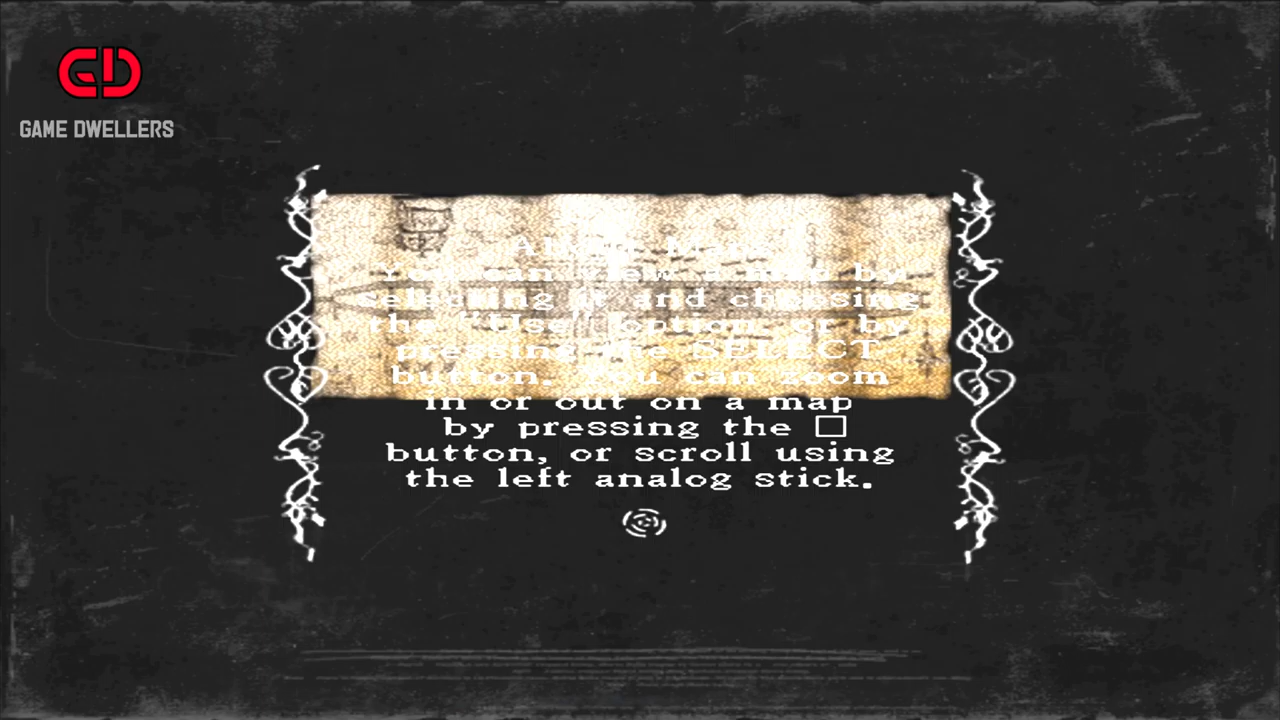 GAME DWELLERS
About Maps
You can view a map by
selecting it and choosing
the "Use" option, or by
pressing the SELECT
button. You can zoom
in or out on a map
by pressing the □
button, or scroll using
the left analog stick.